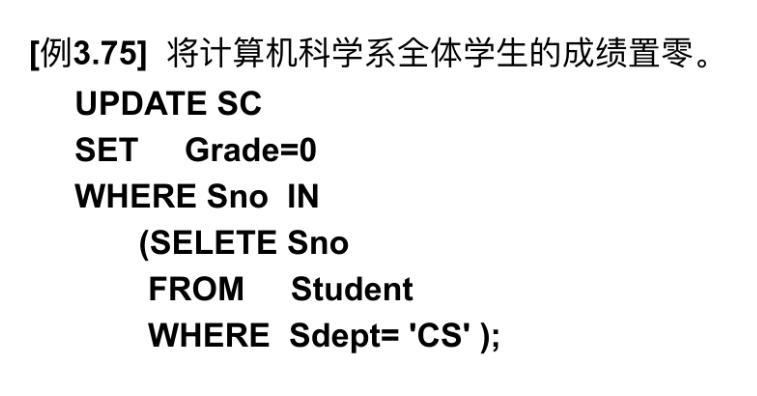 [例3.75] 将计算机科学系全体学生的成绩置零。
UPDATE SC
SET Grade=0
WHERE Sno IN
(SELETE Sno
FROM Student
WHERE Sdept= 'CS' );